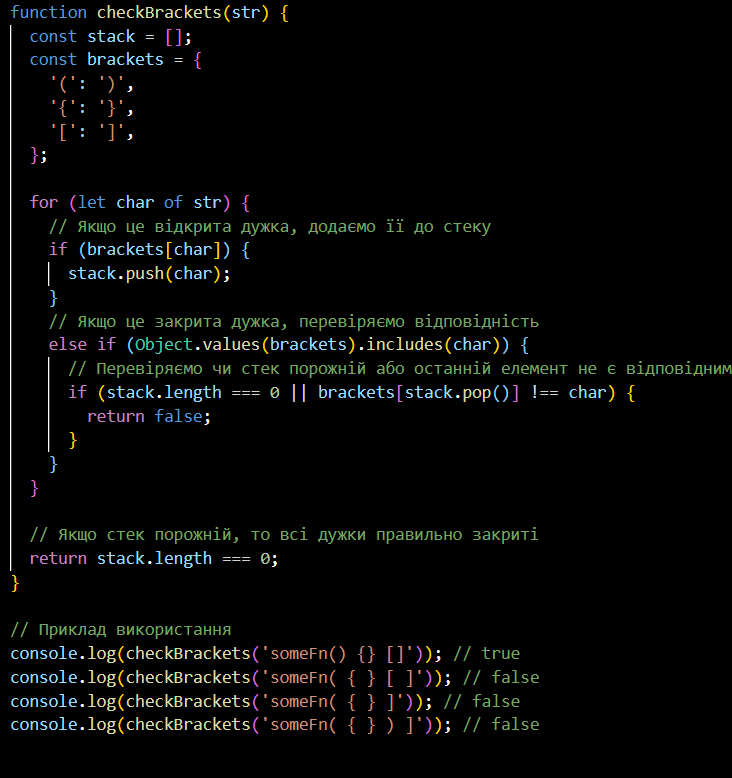 function checkBrackets(str) {
  const stack = [];
  const brackets = {
    '(': ')',
    '{': '}',
    '[': ']',
  };

  for (let char of str) {
    // Якщо це відкрита дужка, додаємо її до стеку
    if (brackets[char]) {
      stack.push(char);
    }
    // Якщо це закрита дужка, перевіряємо відповідність
    else if (Object.values(brackets).includes(char)) {
      // Перевіряємо чи стек порожній або останній елемент не є відповідним
      if (stack.length === 0 || brackets[stack.pop()] !== char) {
        return false;
      }
    }
  }

  // Якщо стек порожній, то всі дужки правильно закриті
  return stack.length === 0;
}

// Приклад використання
console.log(checkBrackets('someFn() {} []')); // true
console.log(checkBrackets('someFn( { } [ ]')); // false
console.log(checkBrackets('someFn( { } ]')); // false
console.log(checkBrackets('someFn( { } ) ]')); // false